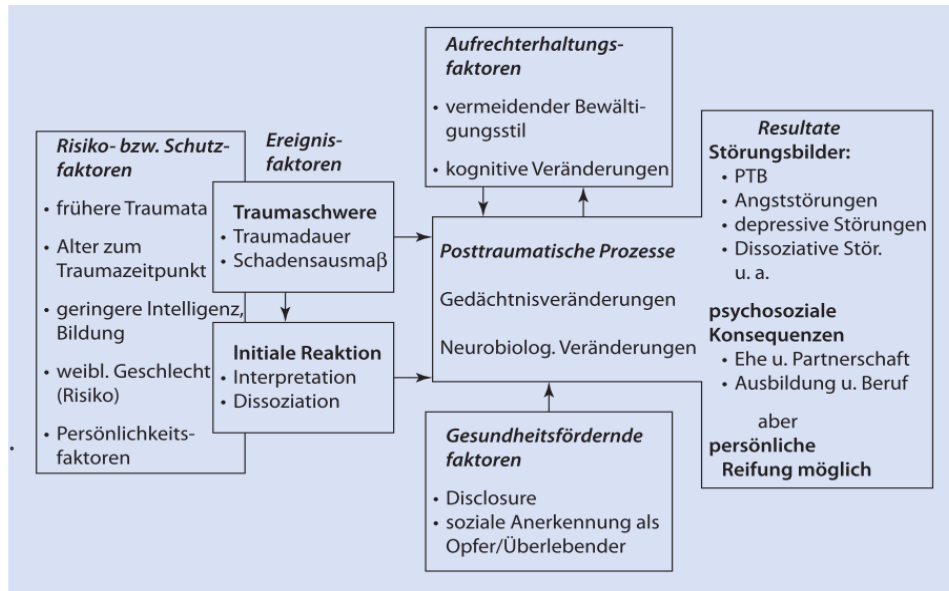 Risiko- bzw. Schutz-
faktoren
• frühere Traumata
• Alter zum
Traumazeitpunkt
• geringere Intelligenz,
Bildung
• weibl. Geschlecht
(Risiko)
• Persönlichkeits-
faktoren
Ereignis-
faktoren
Traumaschwere
• Traumadauer
• Schadensausmaβ
Initiale Reaktion
• Interpretation
• Dissoziation
Aufrechterhaltungs-
faktoren
• vermeidender Bewälti-
gungsstil
• kognitive Veränderungen
Posttraumatische Prozesse
Gedächtnisveränderungen
Neurobiolog. Veränderungen
Gesundheitsfördernde
faktoren
• Disclosure
• soziale Anerkennung als
Opfer/Überlebender
Resultate
Störungsbilder:
• PTB
• Angststörungen
• depressive Störungen
• Dissoziative Stör.
u. a.
psychosoziale
Konsequenzen
• Ehe u. Partnerschaft
• Ausbildung u. Beruf
aber
persönliche
Reifung möglich